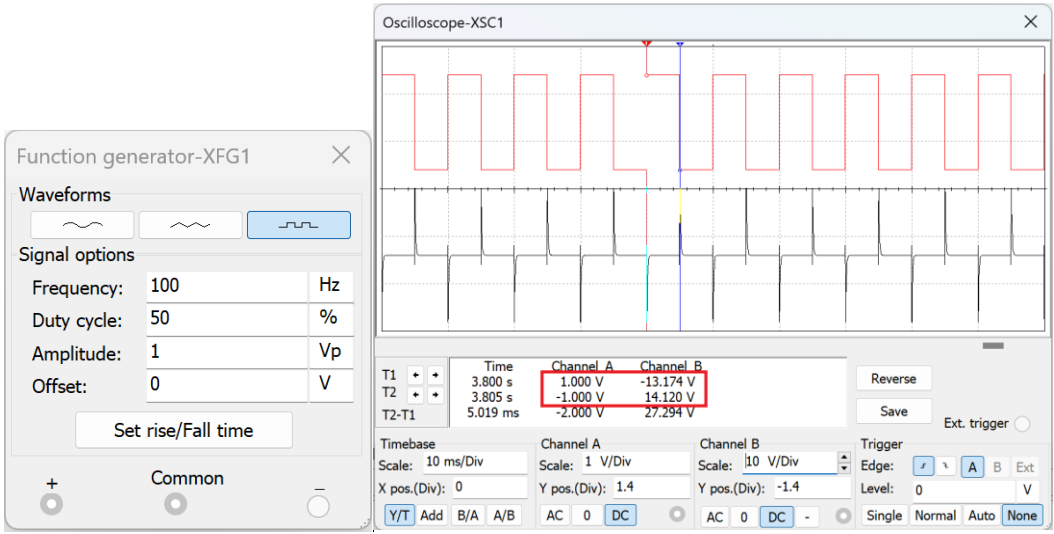 Oscilloscope-XSC1
Function generator-XFG1
Waveforms
Signal options
Frequency: 100 Hz
Duty cycle: 50 %
Amplitude: 1 Vp
Offset: 0 V
Set rise/Fall time
+ Common −
1 2
Time Channel_A Channel_B
T1 3.800 s 1.000 V -13.174 V
T2 3.805 s -1.000 V 14.120 V
T2-T1 5.019 ms -2.000 V 27.294 V
Reverse
Save
Ext. trigger
Timebase
Scale: 10 ms/Div
X pos.(Div): 0
Y/T Add B/A A/B
Channel A
Scale: 1 V/Div
Y pos.(Div): 1.4
AC 0 DC
Channel B
Scale: 10 V/Div
Y pos.(Div): -1.4
AC 0 DC -
Trigger
Edge: A B Ext
Level: 0 V
Single Normal Auto None